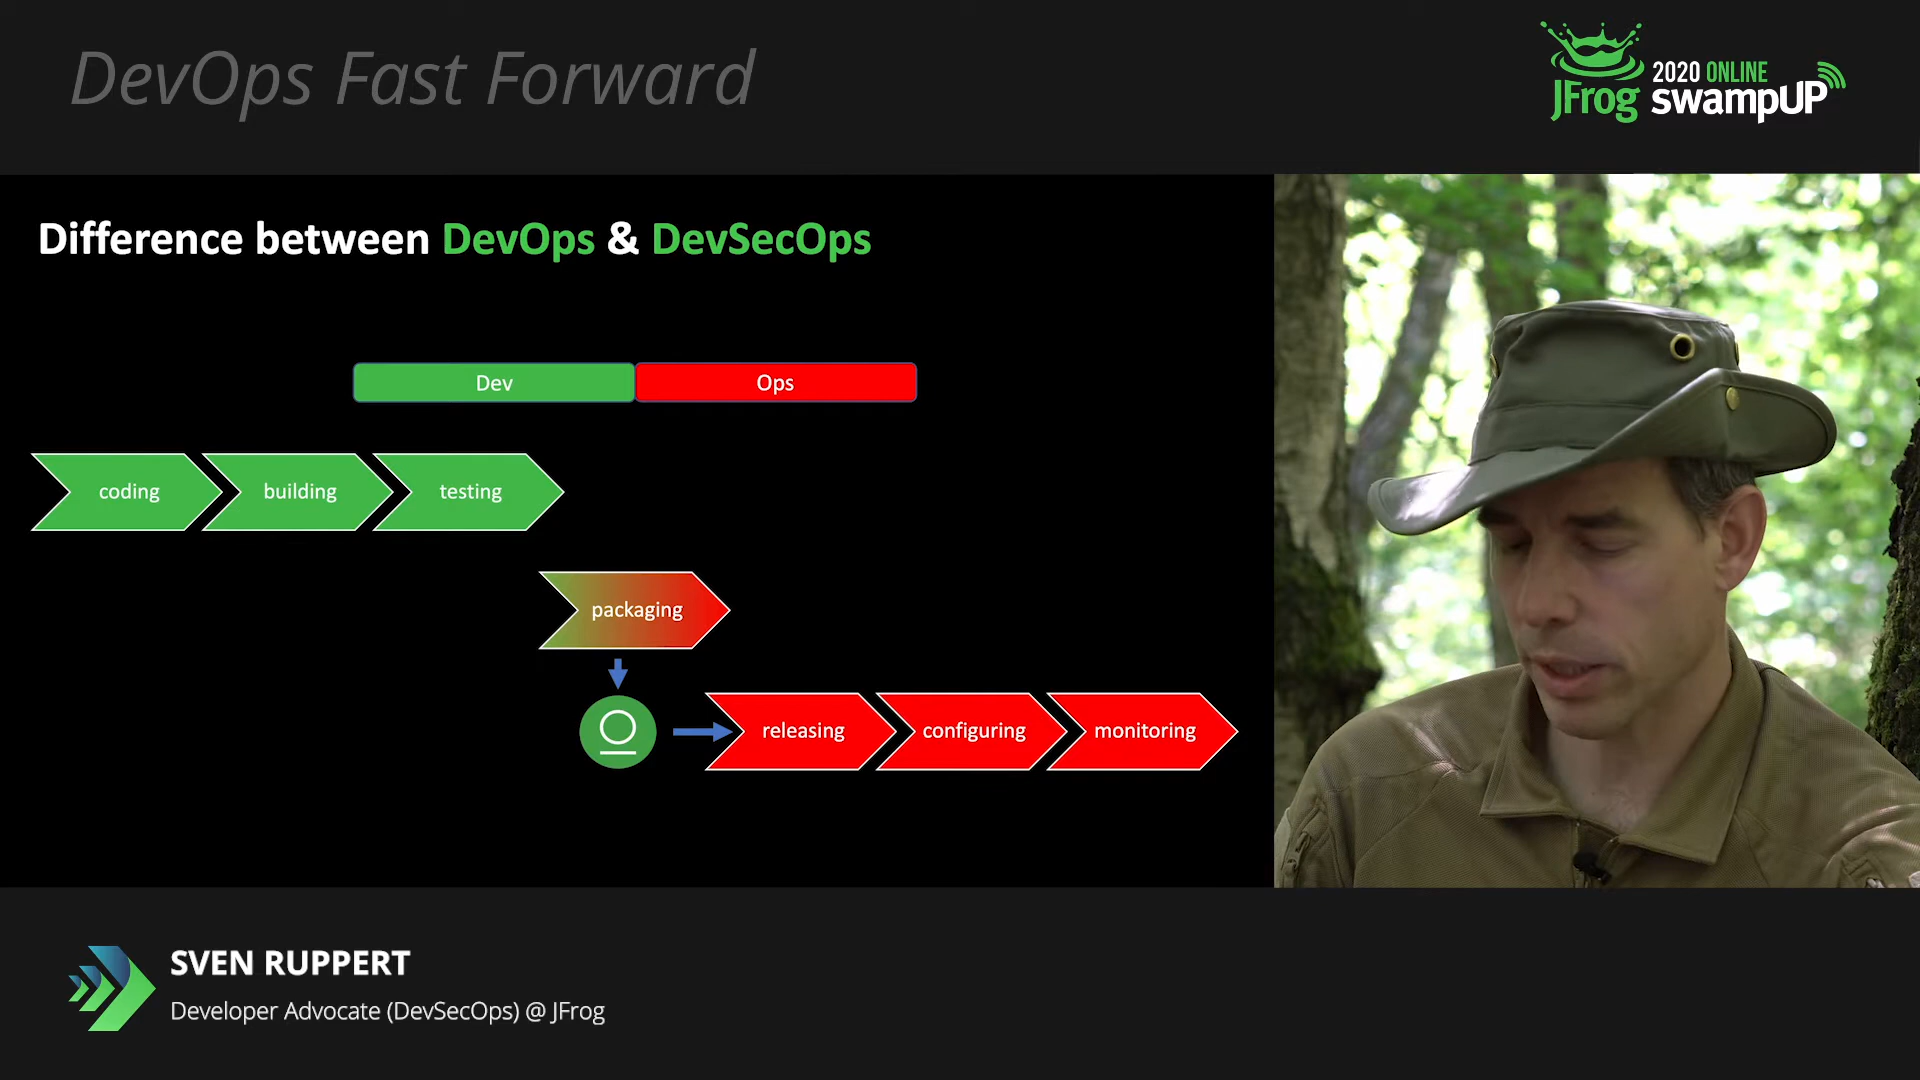 DevOps Fast Forward
JFrog
2020 ONLINE
swampUP
Difference between DevOps & DevSecOps
Dev
Ops
coding
building
testing
packaging
releasing
configuring
monitoring
SVEN RUPPERT
Developer Advocate (DevSecOps) @ JFrog